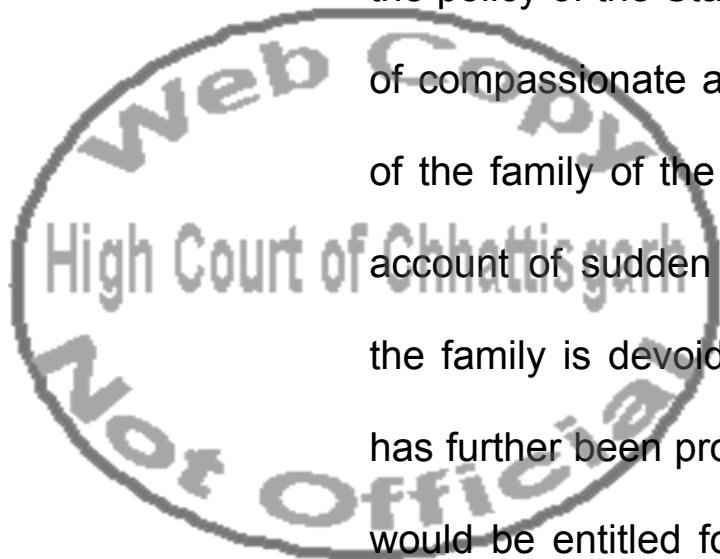 the policy of the Sta
of compassionate a
of the family of the
account of sudden
the family is devoid
has further been pro
would be entitled fo
Web Copy
High Court of Chhattisgarh
Not Official